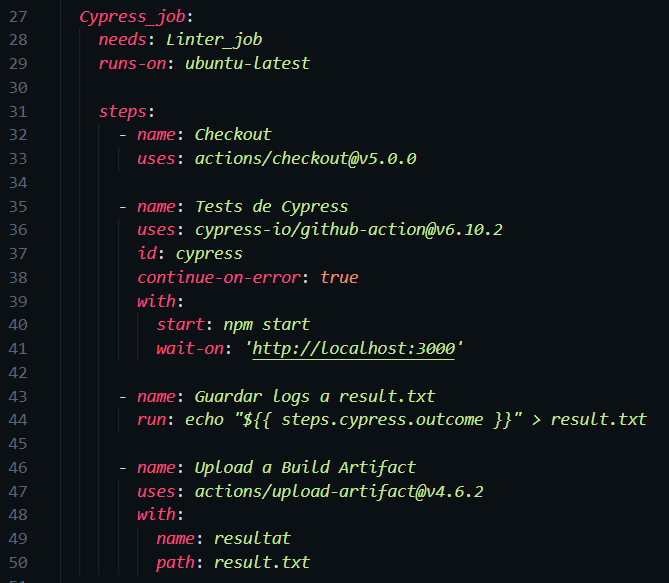 27 Cypress_job:
28 needs: Linter_job
29 runs-on: ubuntu-latest
30
31 steps:
32 - name: Checkout
33 uses: actions/checkout@v5.0.0
34
35 - name: Tests de Cypress
36 uses: cypress-io/github-action@v6.10.2
37 id: cypress
38 continue-on-error: true
39 with:
40 start: npm start
41 wait-on: 'http://localhost:3000'
42
43 - name: Guardar logs a result.txt
44 run: echo "${{ steps.cypress.outcome }}" > result.txt
45
46 - name: Upload a Build Artifact
47 uses: actions/upload-artifact@v4.6.2
48 with:
49 name: resultat
50 path: result.txt